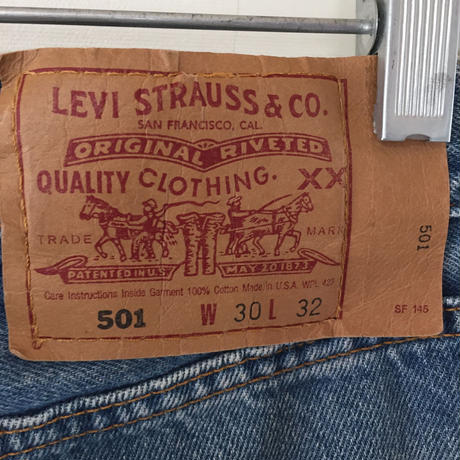 LEVI STRAUSS & CO.
SAN FRANCISCO, CAL.
ORIGINAL RIVETED
QUALITY CLOTHING. XX
TRADE MARK
PATENTED IN U.S. MAY 20 1873
Care Instructions Inside Garment 100% Cotton Made in U.S.A. WPL 423
501 W 30 L 32
SF 145
501